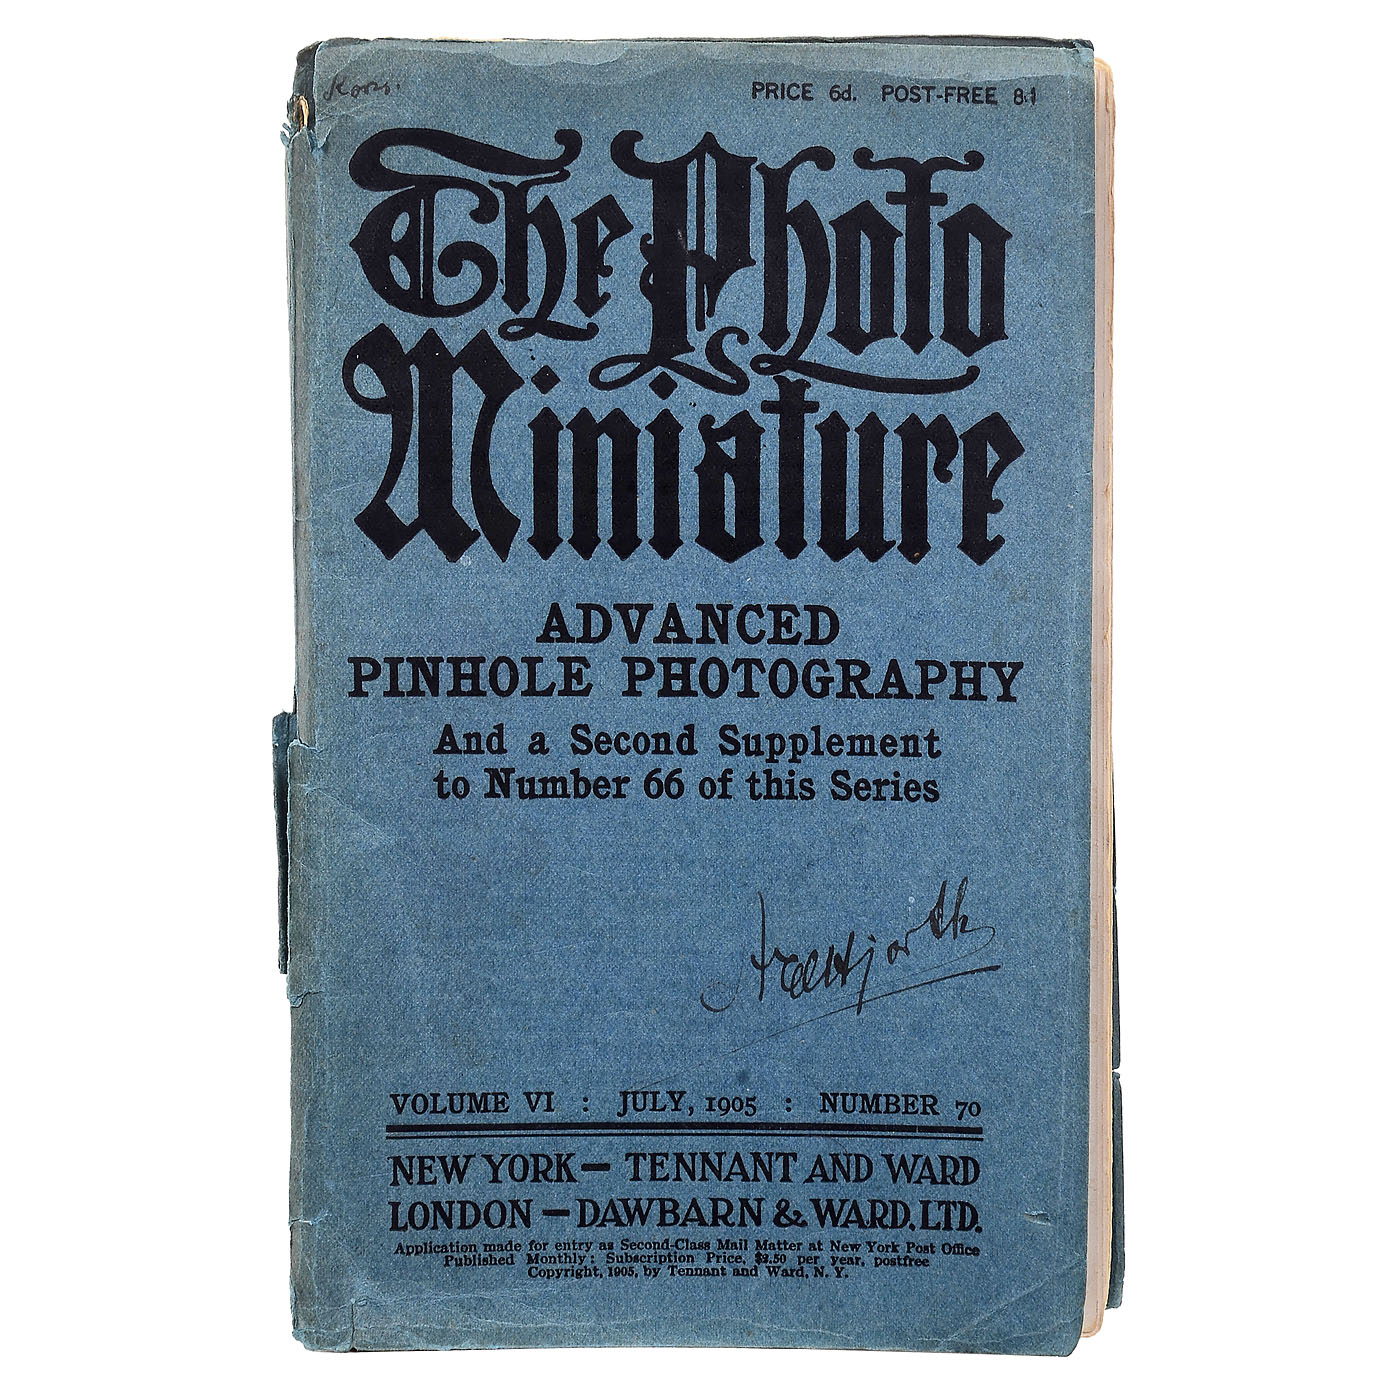 PRICE 6d. POST-FREE 8d
The Photo
Miniature
ADVANCED
PINHOLE PHOTOGRAPHY
And a Second Supplement
to Number 66 of this Series
VOLUME VI : JULY, 1905 : NUMBER 70
NEW YORK — TENNANT AND WARD
LONDON — DAWBARN & WARD, LTD.
Application made for entry as Second-Class Mail Matter at New York Post Office
Published Monthly: Subscription Price, $2.50 per year, postfree
Copyright, 1905, by Tennant and Ward, N. Y.